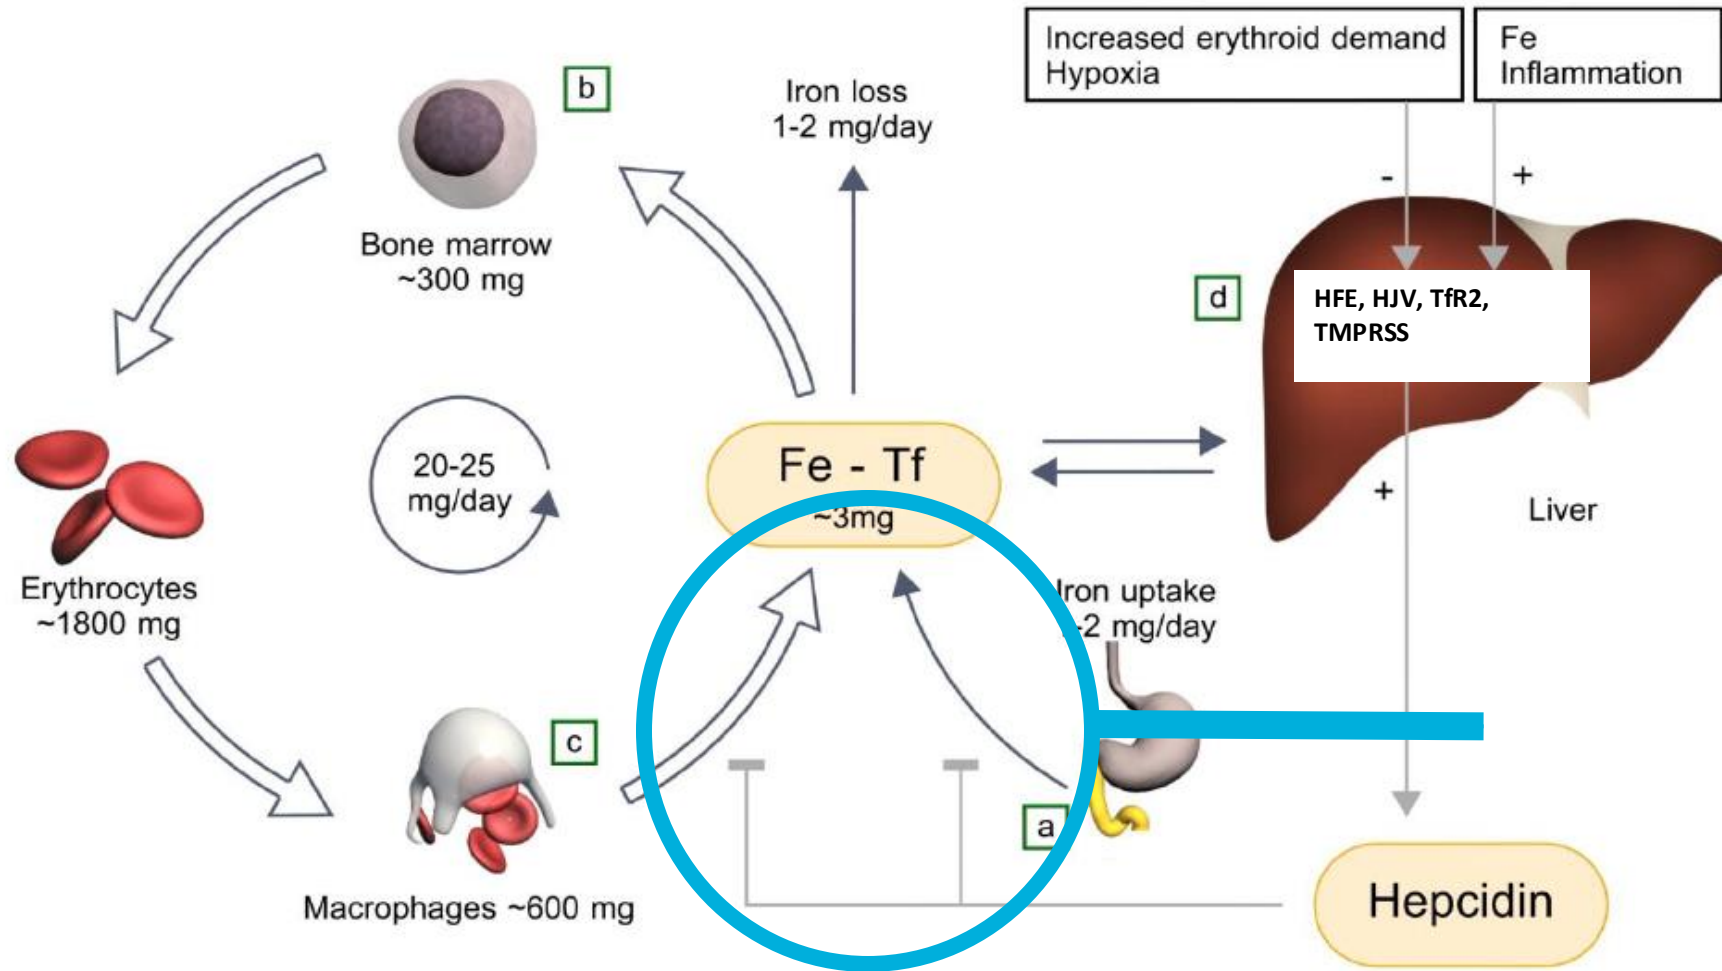 Increased erythroid demand
Hypoxia
Fe
Inflammation
b
Iron loss
1-2 mg/day
-
+
Bone marrow
~300 mg
d
HFE, HJV, TfR2,
TMPRSS
20-25
mg/day
Fe - Tf
~3mg
+
Liver
Erythrocytes
~1800 mg
Iron uptake
-2 mg/day
c
a
Macrophages ~600 mg
Hepcidin